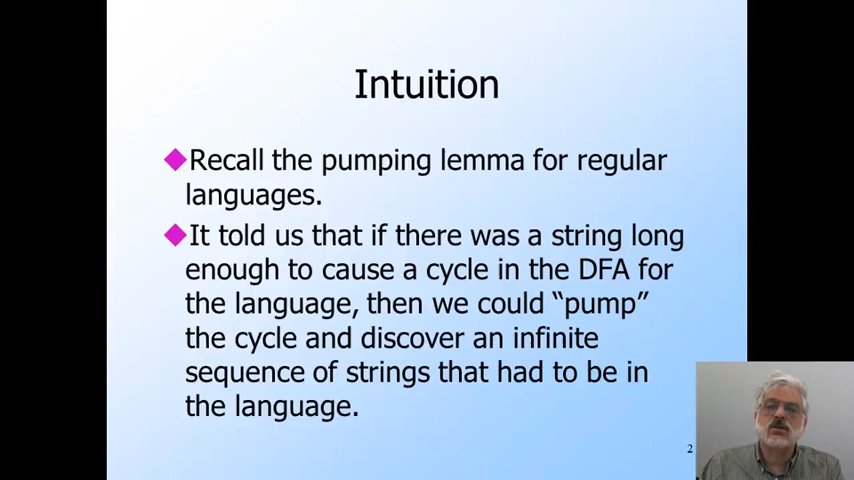 Intuition
Recall the pumping lemma for regular
languages.
It told us that if there was a string long
enough to cause a cycle in the DFA for
the language, then we could “pump”
the cycle and discover an infinite
sequence of strings that had to be in
the language.
2